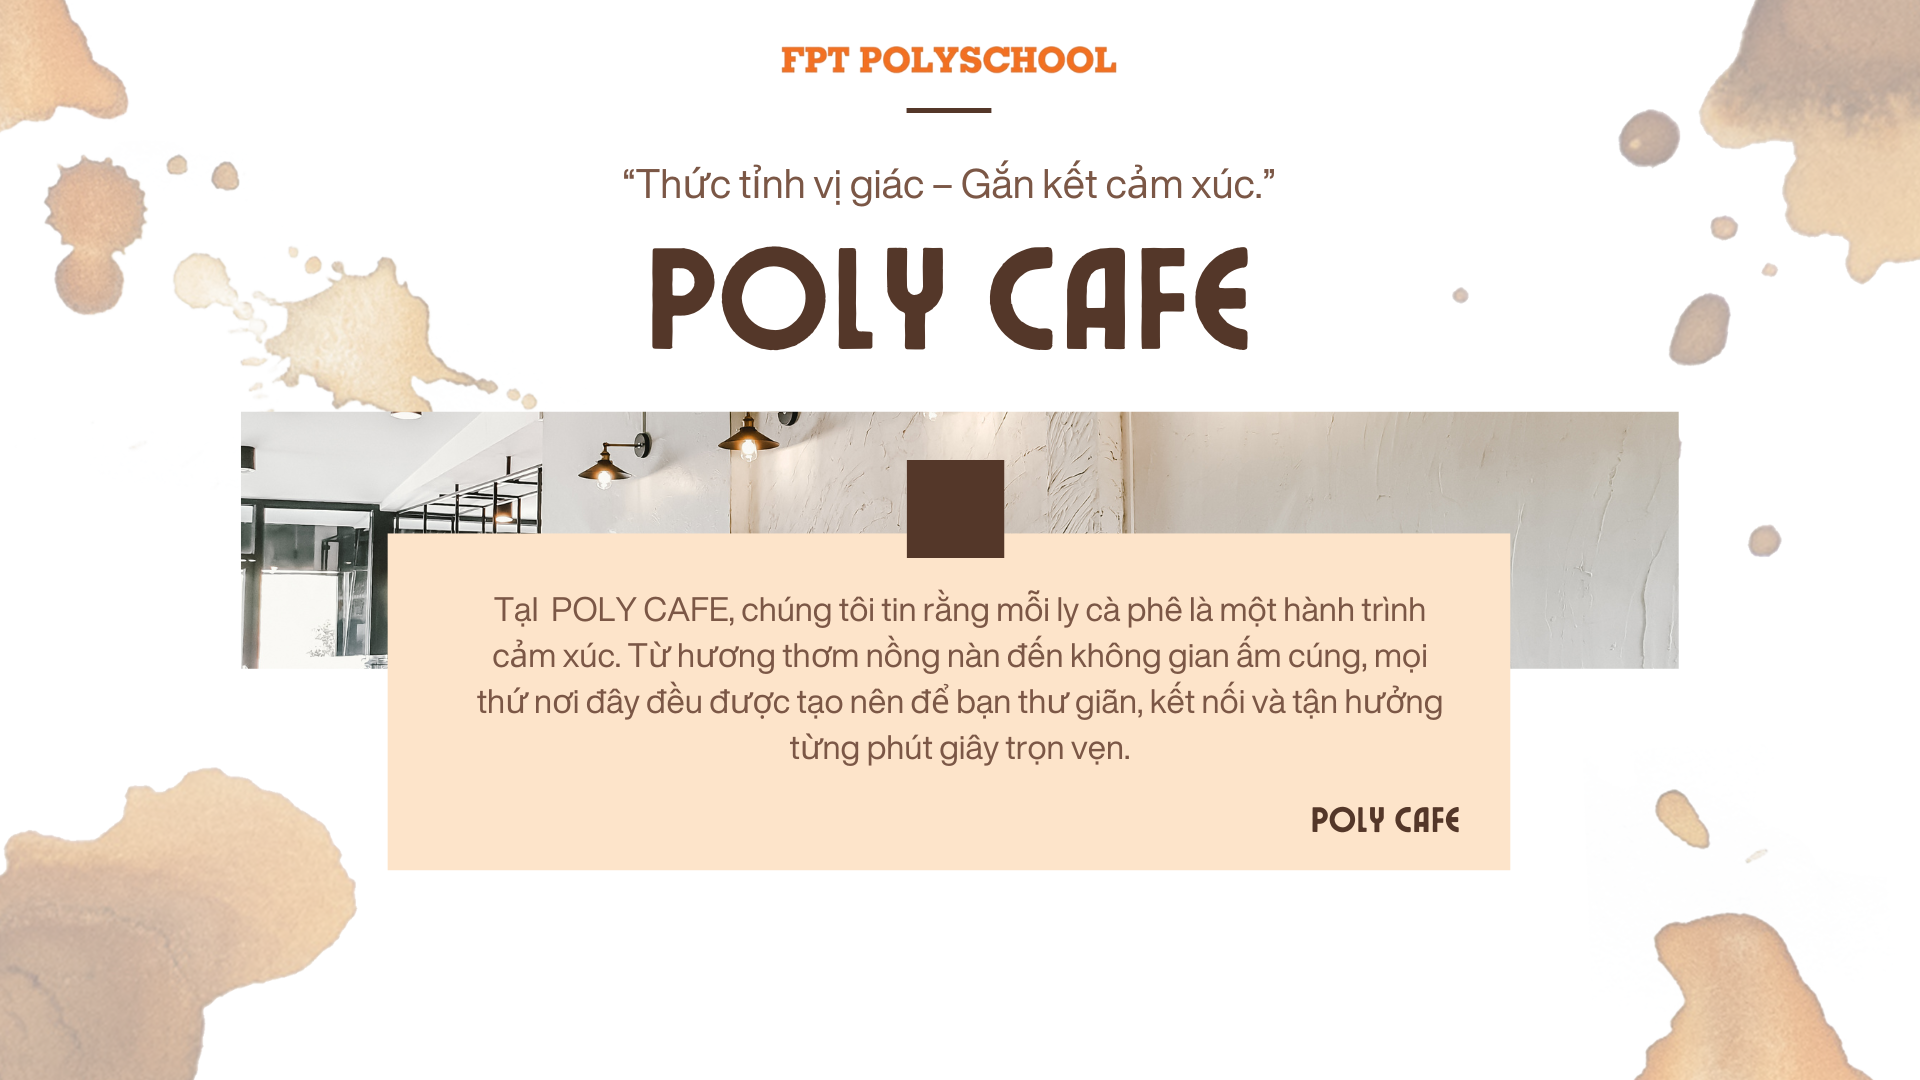 FPT POLYSCHOOL
“Thức tỉnh vị giác – Gắn kết cảm xúc.”
POLY CAFE
Tạl POLY CAFE, chúng tôi tin rằng mỗi ly cà phê là một hành trình
cảm xúc. Từ hương thơm nồng nàn đến không gian ấm cúng, mọi
thứ nơi đây đều được tạo nên để bạn thư giãn, kết nối và tận hưởng
từng phút giây trọn vẹn.
POLY CAFE